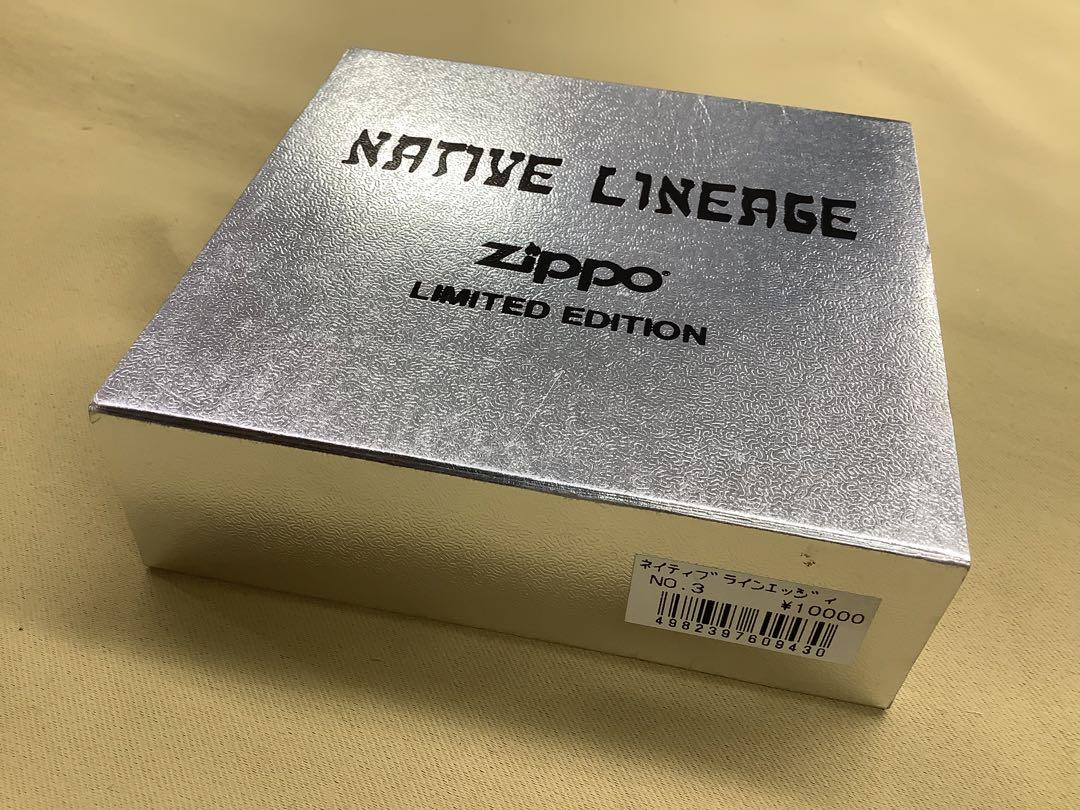 NATIVE LINEAGE
zippo®
LIMITED EDITION
ネイティブ ラインエッジィ
NO.3 ¥10000
4982397609430